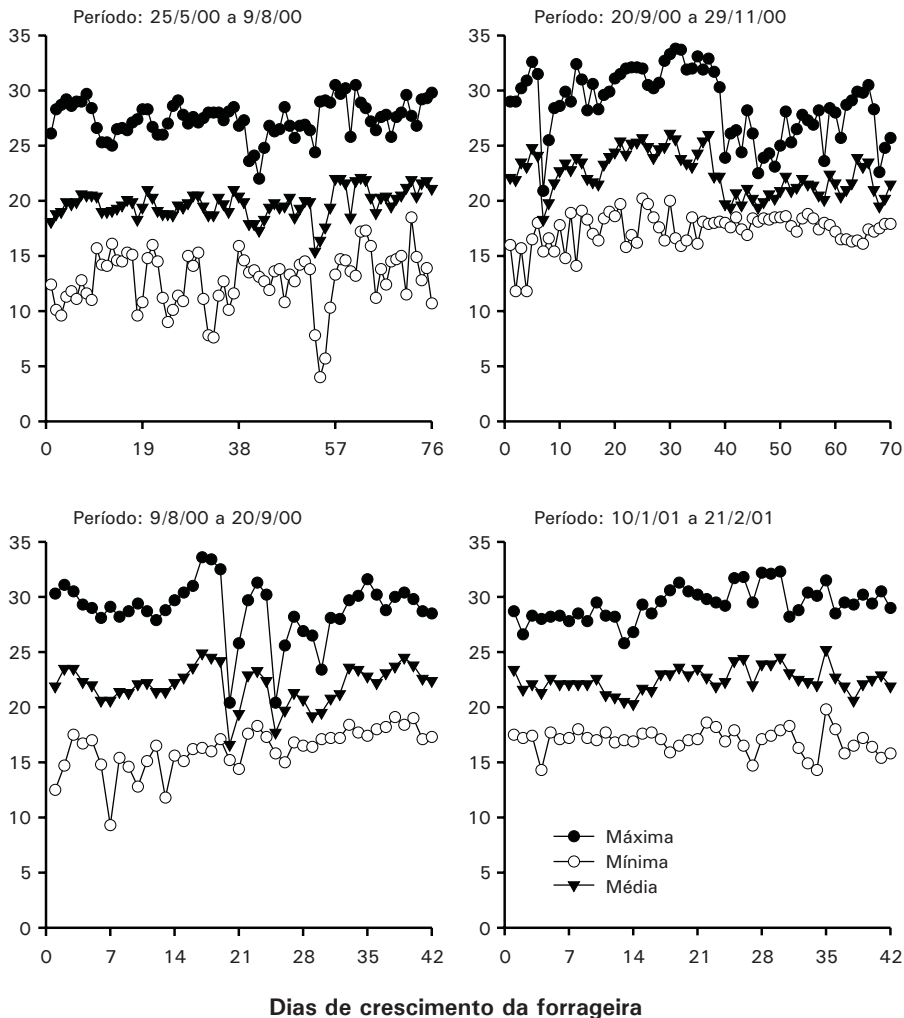 Período: 25/5/00 a 9/8/00
35
30
25
20
15
10
5
0
0 19 38 57 76
Período: 20/9/00 a 29/11/00
35
30
25
20
15
10
5
0
0 10 20 30 40 50 60 70
Período: 9/8/00 a 20/9/00
35
30
25
20
15
10
5
0
0 7 14 21 28 35 42
Período: 10/1/01 a 21/2/01
35
30
25
20
15
10
5
0
Máxima
Mínima
Média
0 7 14 21 28 35 42
Dias de crescimento da forrageira